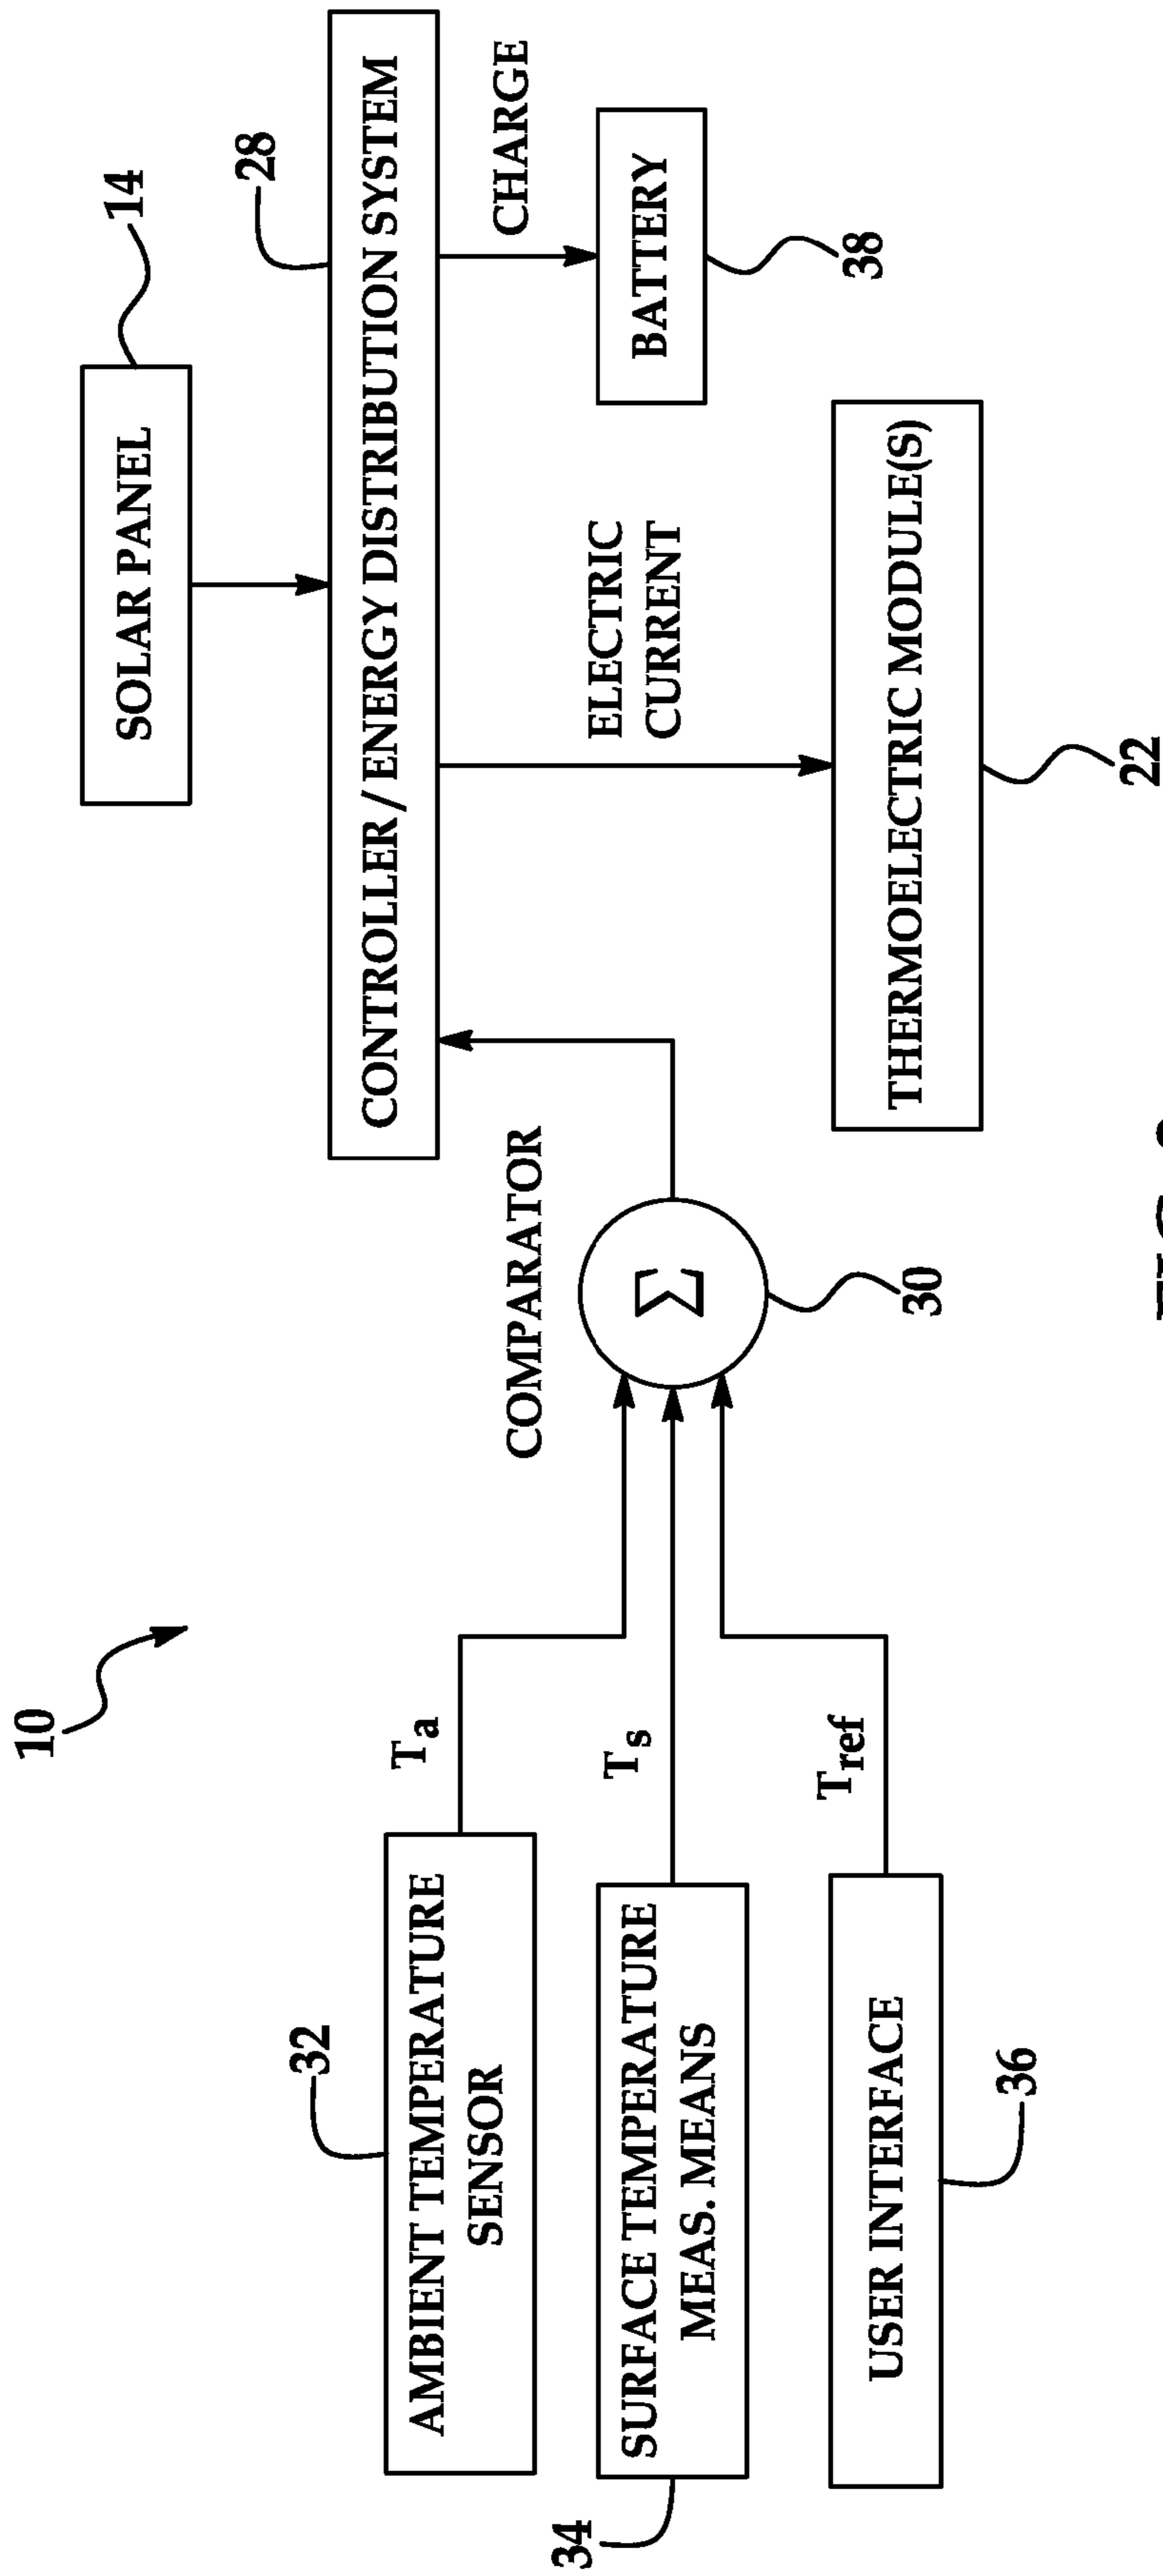 10
SOLAR PANEL
14
28
CONTROLLER / ENERGY DISTRIBUTION SYSTEM
CHARGE
BATTERY
38
ELECTRIC
CURRENT
THERMOELECTRIC MODULE(S)
22
COMPARATOR
Σ
30
32
AMBIENT TEMPERATURE
SENSOR
Ta
34
SURFACE TEMPERATURE
MEAS. MEANS
Ts
USER INTERFACE
Tref
36